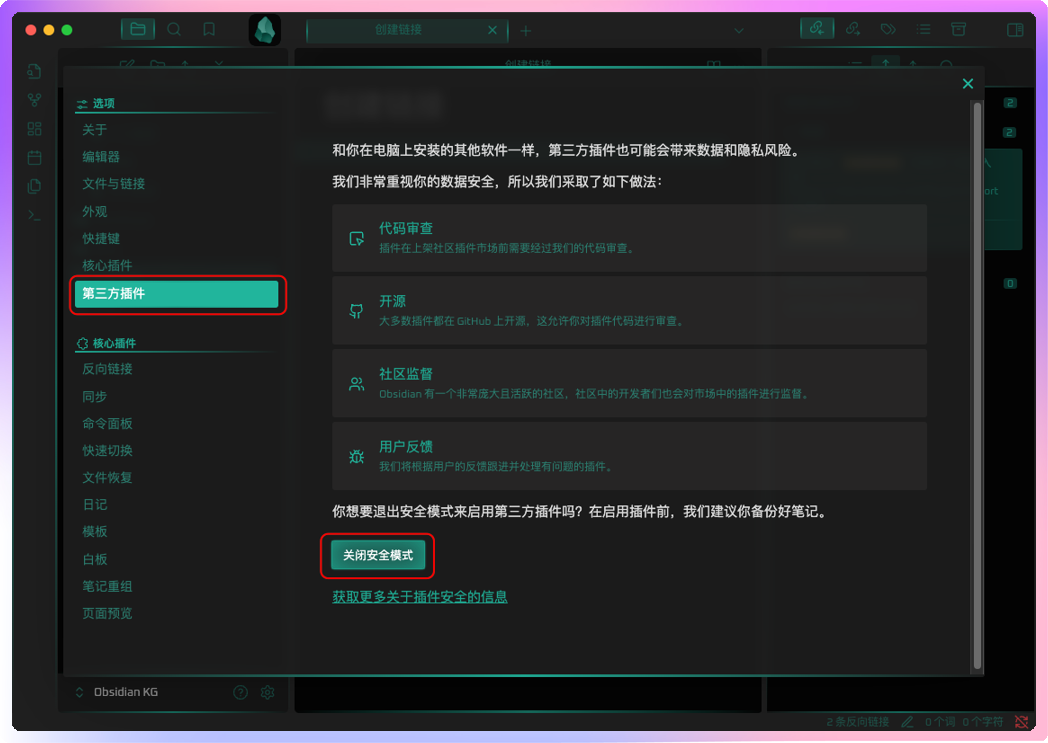 创建链接
创建链接
选项
关于
编辑器
文件与链接
外观
快捷键
核心插件
第三方插件
核心插件
反向链接
同步
命令面板
快速切换
文件恢复
日记
模板
白板
笔记重组
页面预览
Obsidian KG
和你在电脑上安装的其他软件一样，第三方插件也可能会带来数据和隐私风险。
我们非常重视你的数据安全，所以我们采取了如下做法：
代码审查
插件在上架社区插件市场前需要经过我们的代码审查。
开源
大多数插件都在 GitHub 上开源，这允许你对插件代码进行审查。
社区监督
Obsidian 有一个非常庞大且活跃的社区，社区中的开发者们也会对市场中的插件进行监督。
用户反馈
我们将根据用户的反馈跟进并处理有问题的插件。
你想要退出安全模式来启用第三方插件吗？在启用插件前，我们建议你备份好笔记。
关闭安全模式
获取更多关于插件安全的信息
2
2
ort
0
2 条反向链接
0 个词 0 个字符